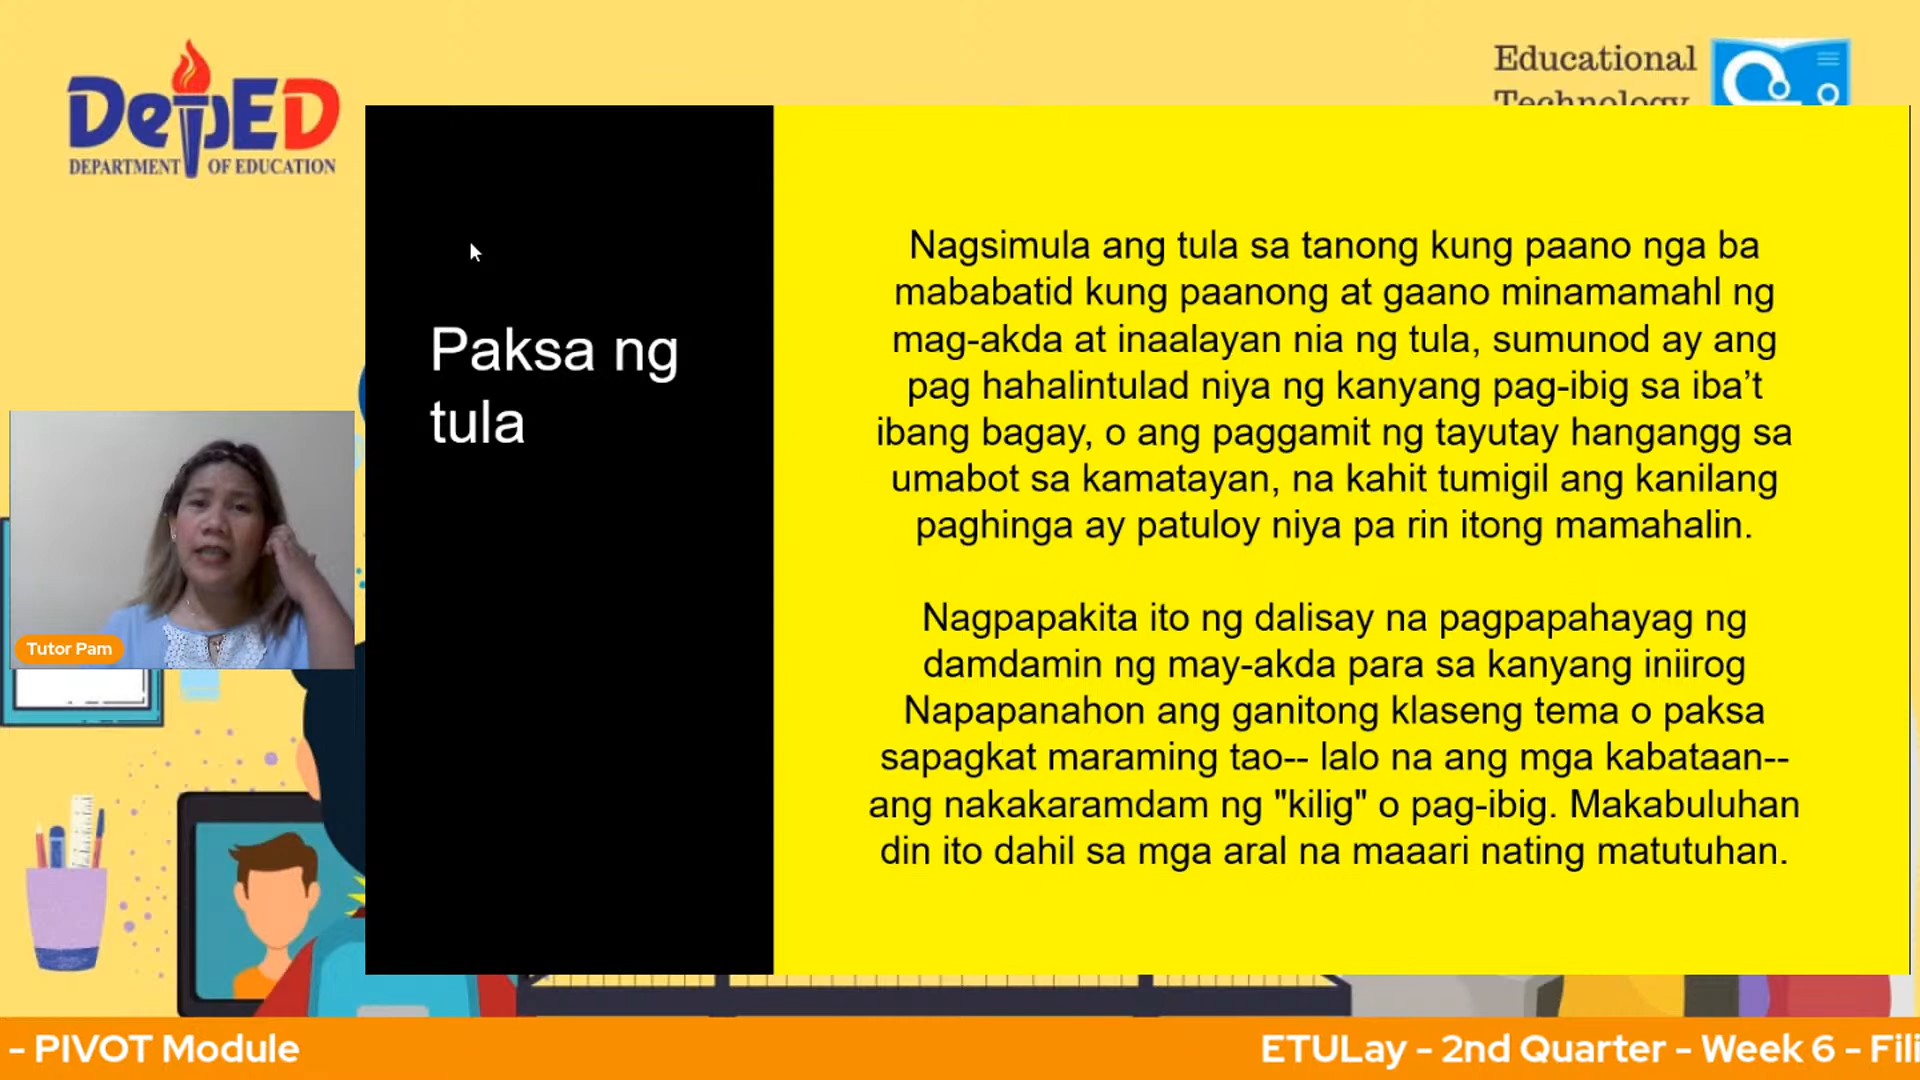 DepED
DEPARTMENT OF EDUCATION
Educational
Technology
Paksa ng
tula
Nagsimula ang tula sa tanong kung paano nga ba
mababatid kung paanong at gaano minamamahl ng
mag-akda at inaalayan nia ng tula, sumunod ay ang
pag hahalintulad niya ng kanyang pag-ibig sa iba’t
ibang bagay, o ang paggamit ng tayutay hangangg sa
umabot sa kamatayan, na kahit tumigil ang kanilang
paghinga ay patuloy niya pa rin itong mamahalin.
Nagpapakita ito ng dalisay na pagpapahayag ng
damdamin ng may-akda para sa kanyang iniirog
Napapanahon ang ganitong klaseng tema o paksa
sapagkat maraming tao-- lalo na ang mga kabataan--
ang nakakaramdam ng "kilig" o pag-ibig. Makabuluhan
din ito dahil sa mga aral na maaari nating matutuhan.
Tutor Pam
- PIVOT Module
ETULay - 2nd Quarter - Week 6 - Fili